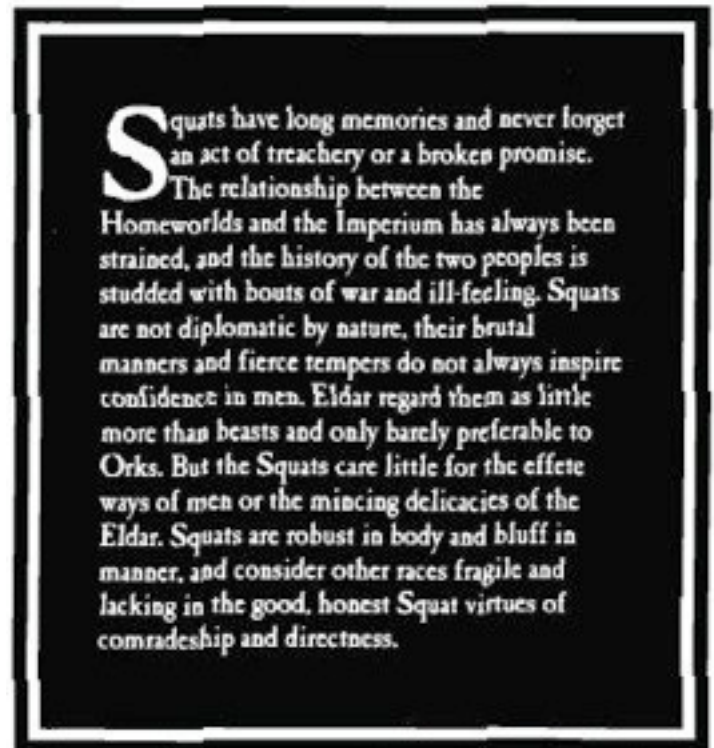 Squats have long memories and never forget
an act of treachery or a broken promise.
The relationship between the
Homeworlds and the Imperium has always been
strained, and the history of the two peoples is
studded with bouts of war and ill-feeling. Squats
are not diplomatic by nature, their brutal
manners and fierce tempers do not always inspire
confidence in men. Eldar regard them as little
more than beasts and only barely preferable to
Orks. But the Squats care little for the effete
ways of men or the mincing delicacies of the
Eldar. Squats are robust in body and bluff in
manner, and consider other races fragile and
lacking in the good, honest Squat virtues of
comradeship and directness.